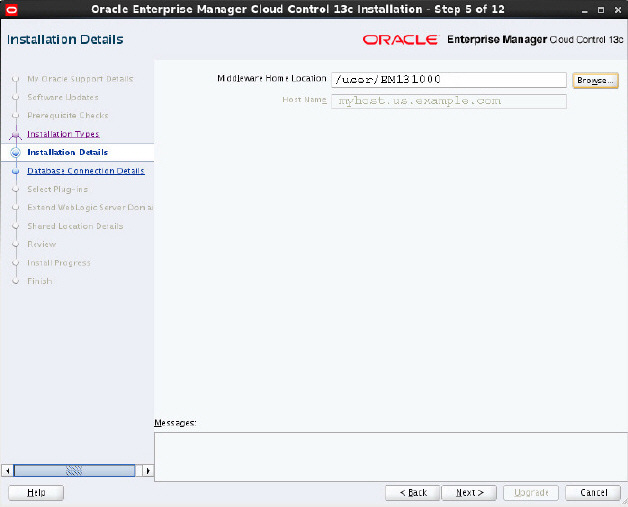 Oracle Enterprise Manager Cloud Control 13c Installation - Step 5 of 12
Installation Details
ORACLE Enterprise Manager Cloud Control 13c
My Oracle Support Details
Software Updates
Prerequisite Checks
Installation Types
Installation Details
Database Connection Details
Select Plug-ins
Extend WebLogic Server Domai
Shared Location Details
Review
Install Progress
Finish
Middleware Home Location /user/EM131000 Browse...
Host Name myhost.us.example.com
Messages:
Help
< Back
Next >
Upgrade
Cancel